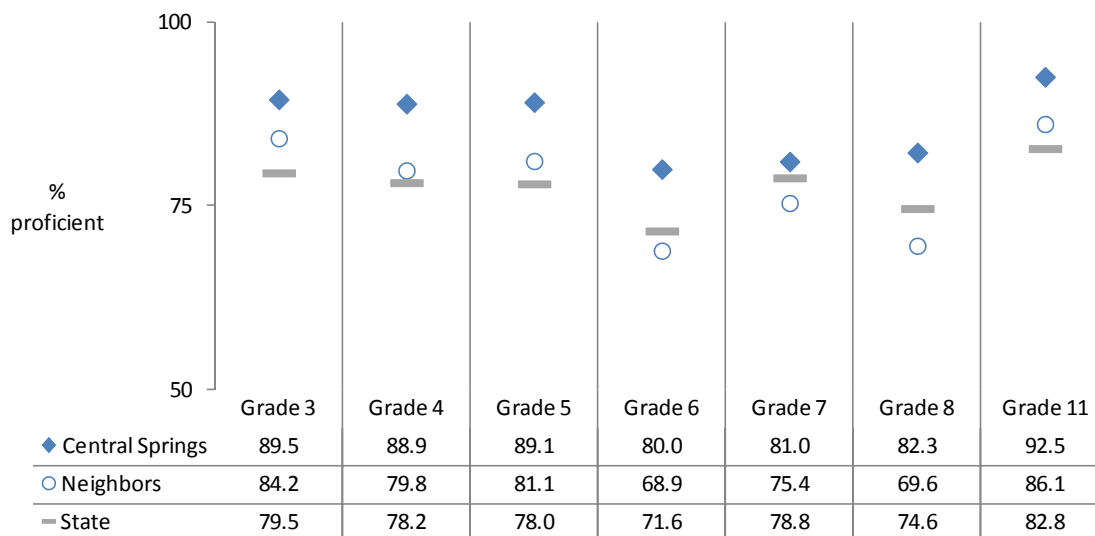 100
75
50
%
proficient
Grade 3 Grade 4 Grade 5 Grade 6 Grade 7 Grade 8 Grade 11
Central Springs 89.5 88.9 89.1 80.0 81.0 82.3 92.5
Neighbors 84.2 79.8 81.1 68.9 75.4 69.6 86.1
State 79.5 78.2 78.0 71.6 78.8 74.6 82.8